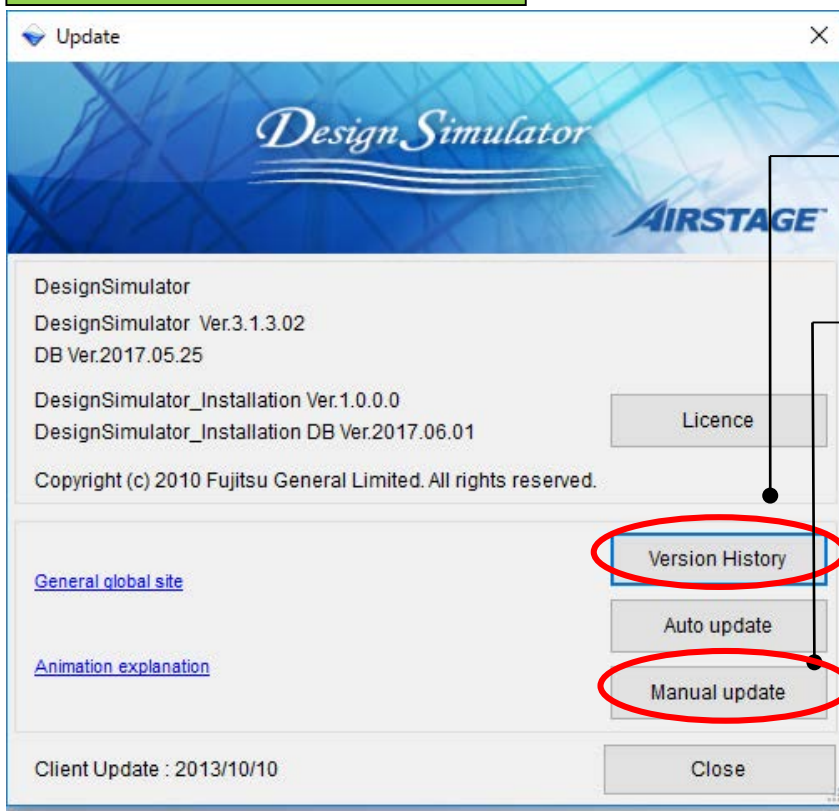 Update
Design Simulator
AIRSTAGE™
DesignSimulator
DesignSimulator Ver.3.1.3.02
DB Ver.2017.05.25
DesignSimulator_Installation Ver.1.0.0.0
DesignSimulator_Installation DB Ver.2017.06.01
Licence
Copyright (c) 2010 Fujitsu General Limited. All rights reserved.
Version History
General global site
Auto update
Animation explanation
Manual update
Client Update : 2013/10/10
Close